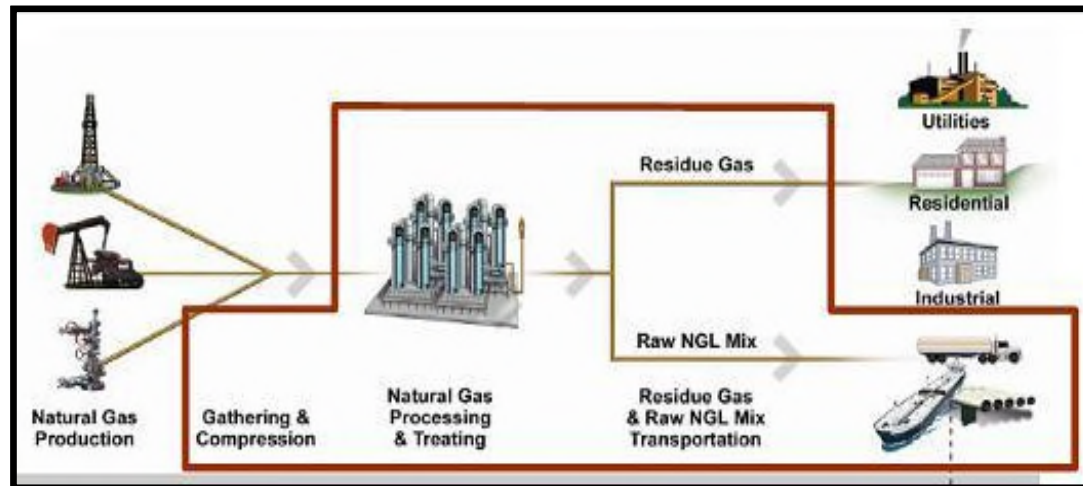 Utilities
Residue Gas
Residential
Industrial
Raw NGL Mix
Natural Gas
Production
Gathering &
Compression
Natural Gas
Processing
& Treating
Residue Gas
& Raw NGL Mix
Transportation